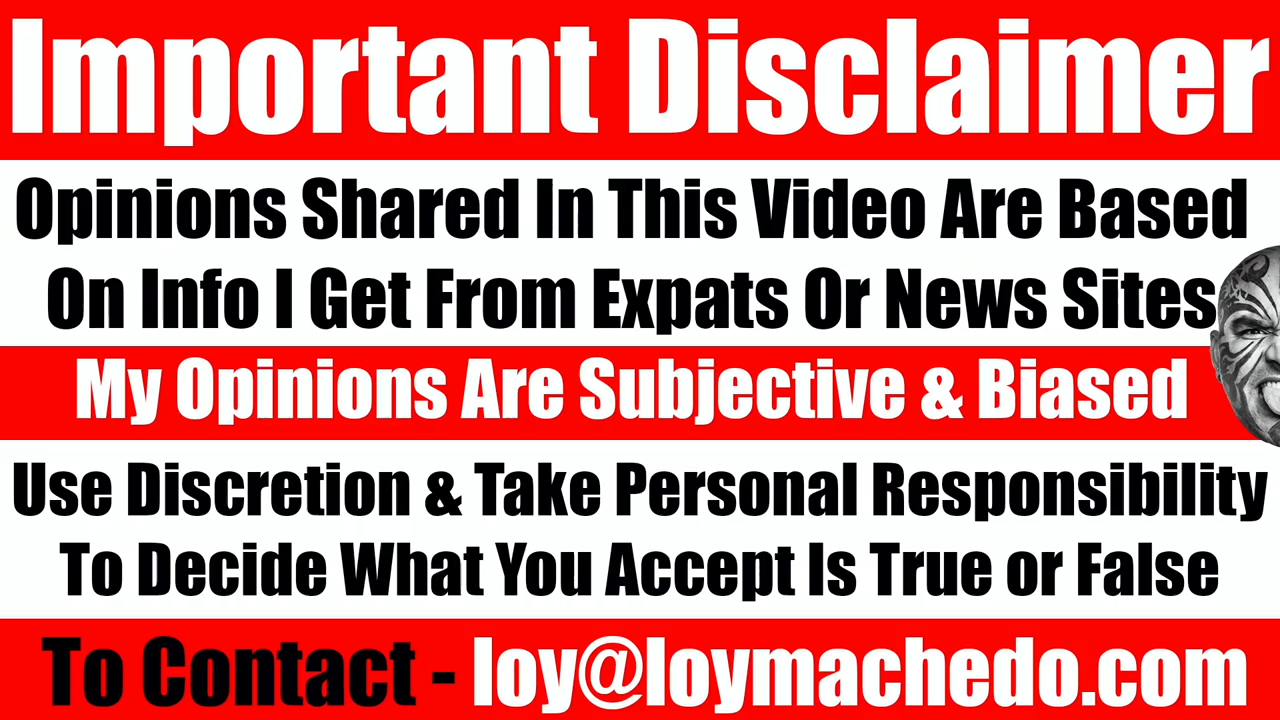 Important Disclaimer
Opinions Shared In This Video Are Based
On Info I Get From Expats Or News Sites
My Opinions Are Subjective & Biased
Use Discretion & Take Personal Responsibility
To Decide What You Accept Is True or False
To Contact - loy@loymachedo.com